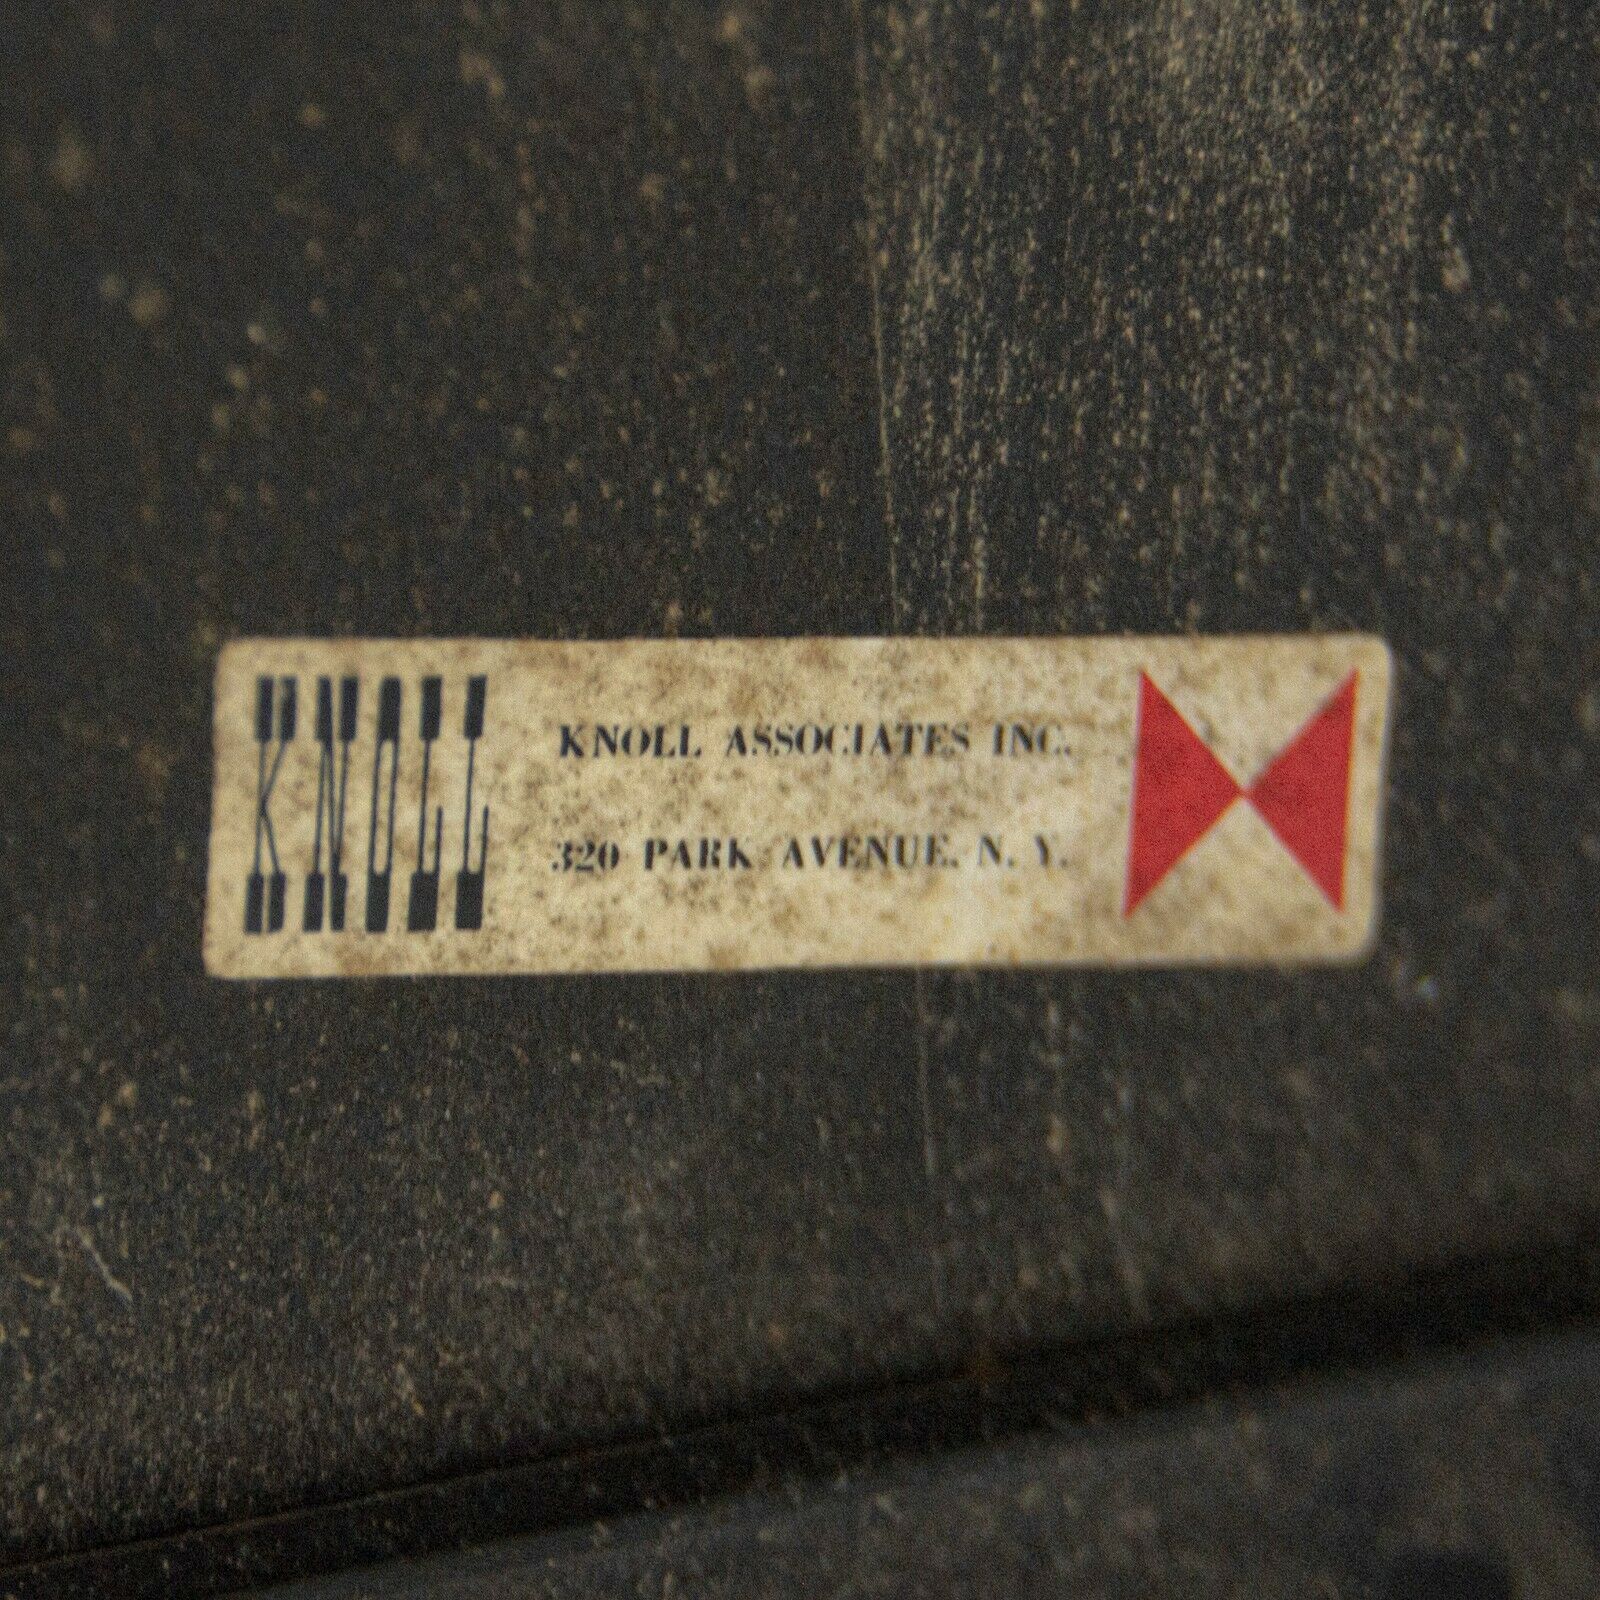 KNOLL
KNOLL ASSOCIATES INC.
320 PARK AVENUE, N. Y.